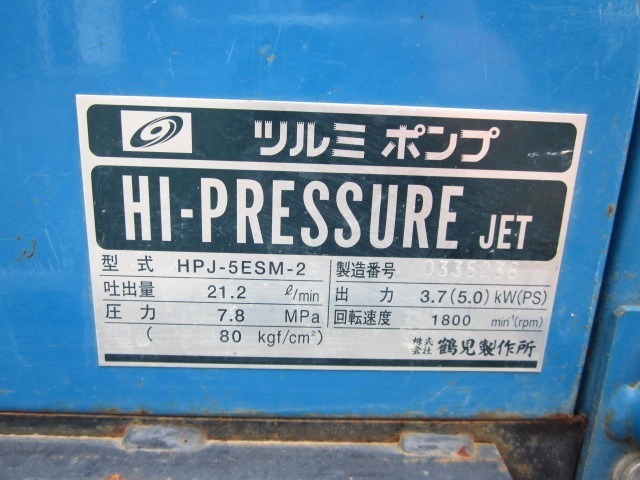 ツルミポンプ
HI-PRESSURE JET
型式 HPJ-5ESM-2 製造番号
吐出量 21.2 ℓ/min 出力 3.7(5.0) kW(PS)
圧力 7.8 MPa 回転速度 1800 min⁻¹(rpm)
( 80 kgf/cm²) 株式会社 鶴見製作所